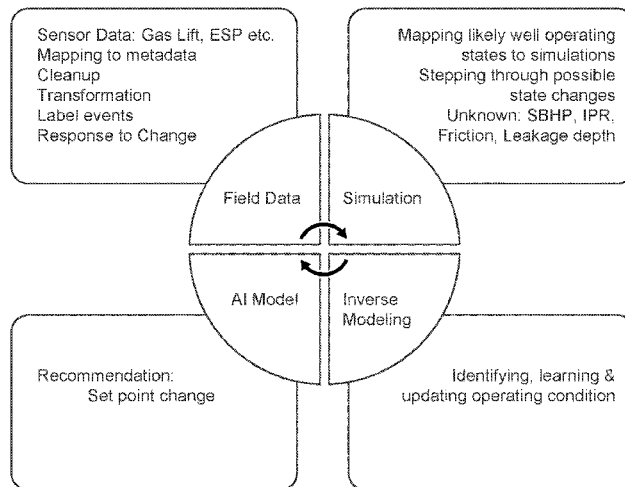 Sensor Data: Gas Lift, ESP etc.
Mapping to metadata
Cleanup
Transformation
Label events
Response to Change
Mapping likely well operating
states to simulations
Stepping through possible
state changes
Unknown: SBHP, IPR,
Friction, Leakage depth
Field Data
Simulation
AI Model
Inverse
Modeling
Recommendation:
Set point change
Identifying, learning &
updating operating condition